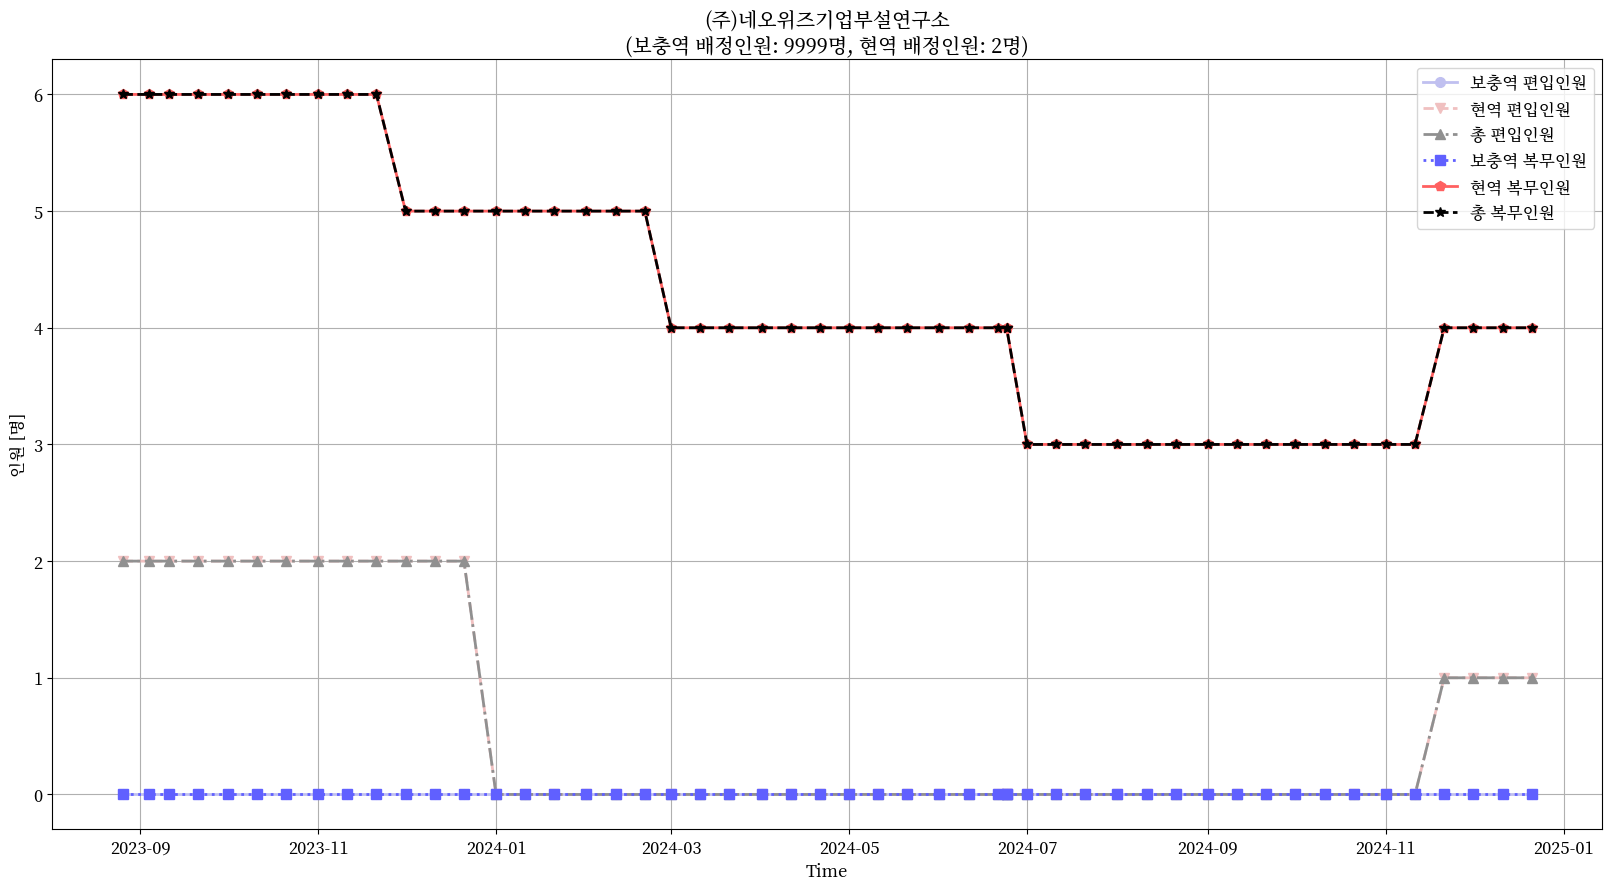 (주)네오위즈기업부설연구소
(보충역 배정인원: 9999명, 현역 배정인원: 2명)
보충역 편입인원
현역 편입인원
총 편입인원
보충역 복무인원
현역 복무인원
총 복무인원
인원 [명]
6
5
4
3
2
1
0
2023-09
2023-11
2024-01
2024-03
2024-05
2024-07
2024-09
2024-11
2025-01
Time